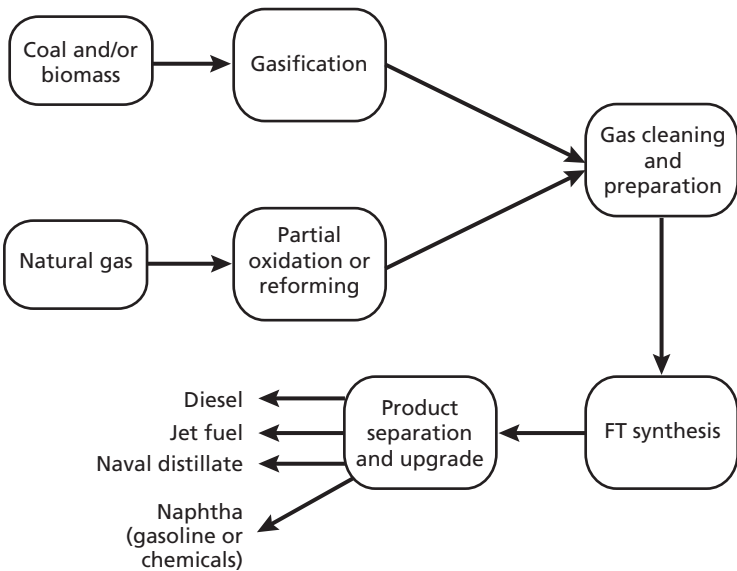 Coal and/or
biomass
Gasification
Gas cleaning
and
preparation
Natural gas
Partial
oxidation or
reforming
Diesel
Jet fuel
Naval distillate
Naphtha
(gasoline or
chemicals)
Product
separation
and upgrade
FT synthesis